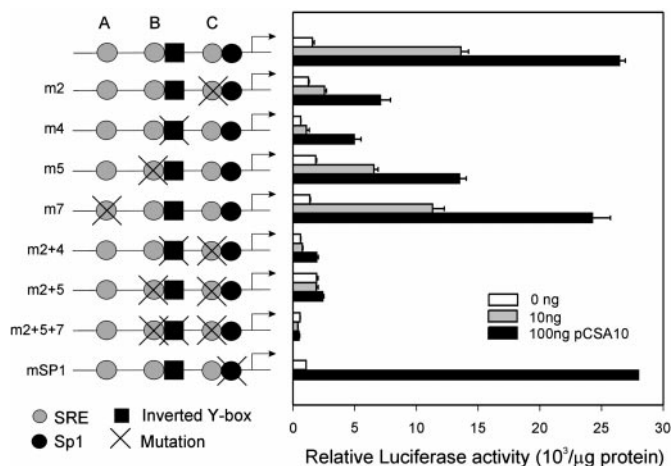 A B C
m2
m4
m5
m7
m2+4
m2+5
m2+5+7
mSP1
SRE
Inverted Y-box
Sp1
Mutation
0 ng
10ng
100ng pCSA10
0 5 10 15 20 25 30
Relative Luciferase activity (10³/µg protein)